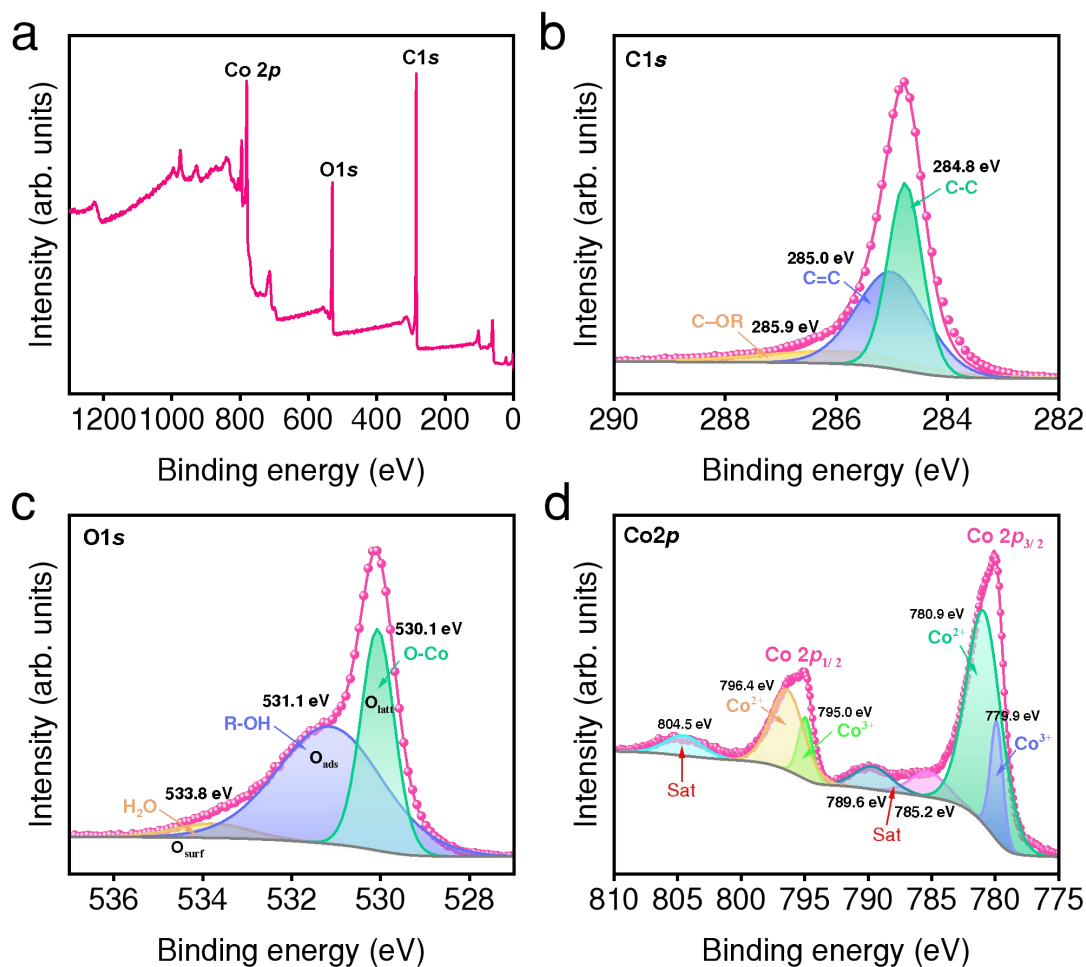 a
Co 2p
C1s
O1s
Intensity (arb. units)
1200 1000 800 600 400 200 0
Binding energy (eV)
b
C1s
284.8 eV
C-C
285.0 eV
C=C
C–OR
285.9 eV
Intensity (arb. units)
290 288 286 284 282
Binding energy (eV)
c
O1s
530.1 eV
O-Co
O_latt
531.1 eV
R-OH
O_ads
533.8 eV
H₂O
O_surf
Intensity (arb. units)
536 534 532 530 528
Binding energy (eV)
d
Co2p
Co 2p₃/₂
780.9 eV
Co²⁺
Co 2p₁/₂
796.4 eV
Co²⁺
795.0 eV
Co³⁺
779.9 eV
Co³⁺
804.5 eV
Sat
789.6 eV
785.2 eV
Sat
Intensity (arb. units)
810 805 800 795 790 785 780 775
Binding energy (eV)